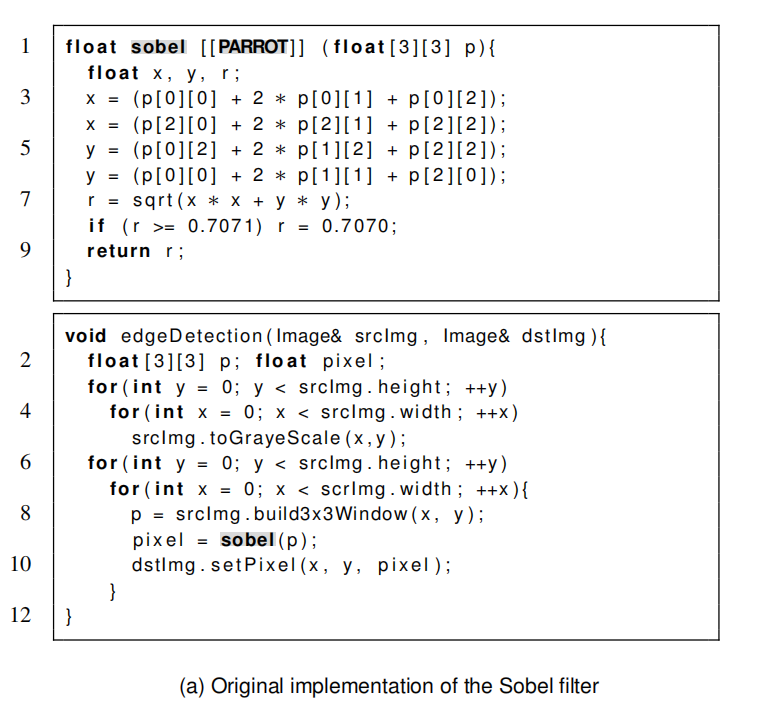 1 float sobel [[PARROT]] (float[3][3] p){
float x, y, r;
3 x = (p[0][0] + 2 * p[0][1] + p[0][2]);
x = (p[2][0] + 2 * p[2][1] + p[2][2]);
5 y = (p[0][2] + 2 * p[1][2] + p[2][2]);
y = (p[0][0] + 2 * p[1][1] + p[2][0]);
7 r = sqrt(x * x + y * y);
if (r >= 0.7071) r = 0.7070;
9 return r;
}
void edgeDetection(Image& srcImg, Image& dstImg){
2 float[3][3] p; float pixel;
for(int y = 0; y < srcImg.height; ++y)
4 for(int x = 0; x < srcImg.width; ++x)
srcImg.toGrayeScale(x,y);
6 for(int y = 0; y < srcImg.height; ++y)
for(int x = 0; x < scrImg.width; ++x){
8 p = srcImg.build3x3Window(x, y);
pixel = sobel(p);
10 dstImg.setPixel(x, y, pixel);
}
12 }
(a) Original implementation of the Sobel filter